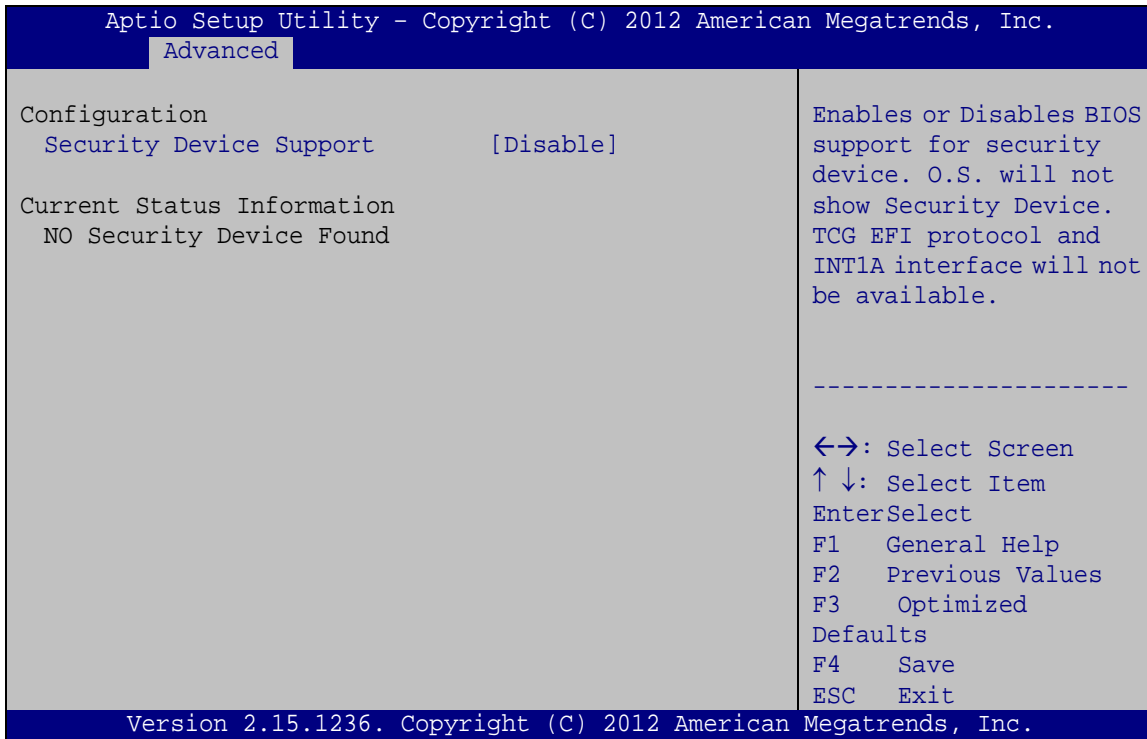 Aptio Setup Utility – Copyright (C) 2012 American Megatrends, Inc.
Advanced
Configuration
Security Device Support [Disable]
Current Status Information
NO Security Device Found
Enables or Disables BIOS
support for security
device. O.S. will not
show Security Device.
TCG EFI protocol and
INT1A interface will not
be available.
----------------------
←→: Select Screen
↑ ↓: Select Item
EnterSelect
F1 General Help
F2 Previous Values
F3 Optimized
Defaults
F4 Save
ESC Exit
Version 2.15.1236. Copyright (C) 2012 American Megatrends, Inc.